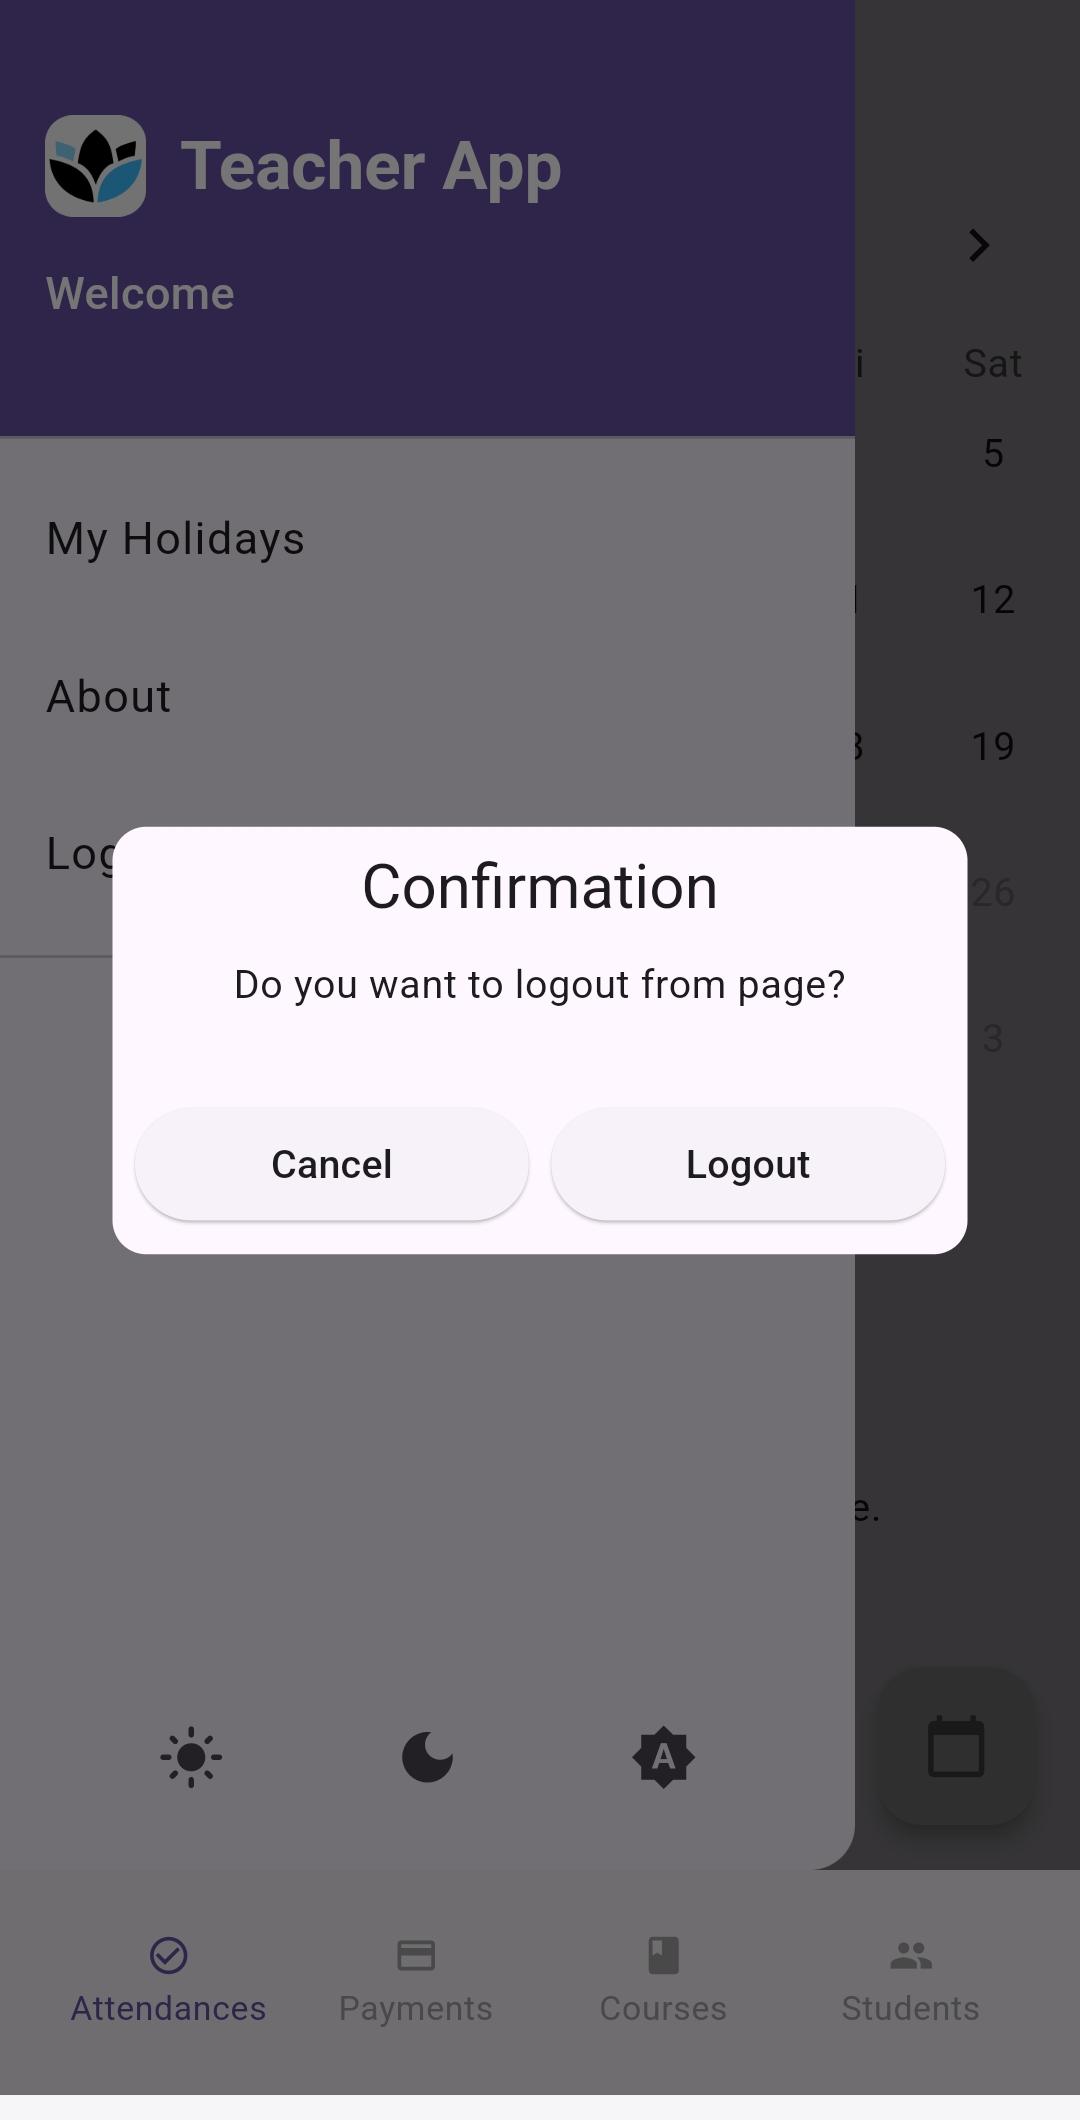 Teacher App
Welcome
Sat
5
My Holidays
12
About
19
Confirmation
26
Do you want to logout from page?
3
Cancel
Logout
e.
A
Attendances
Payments
Courses
Students